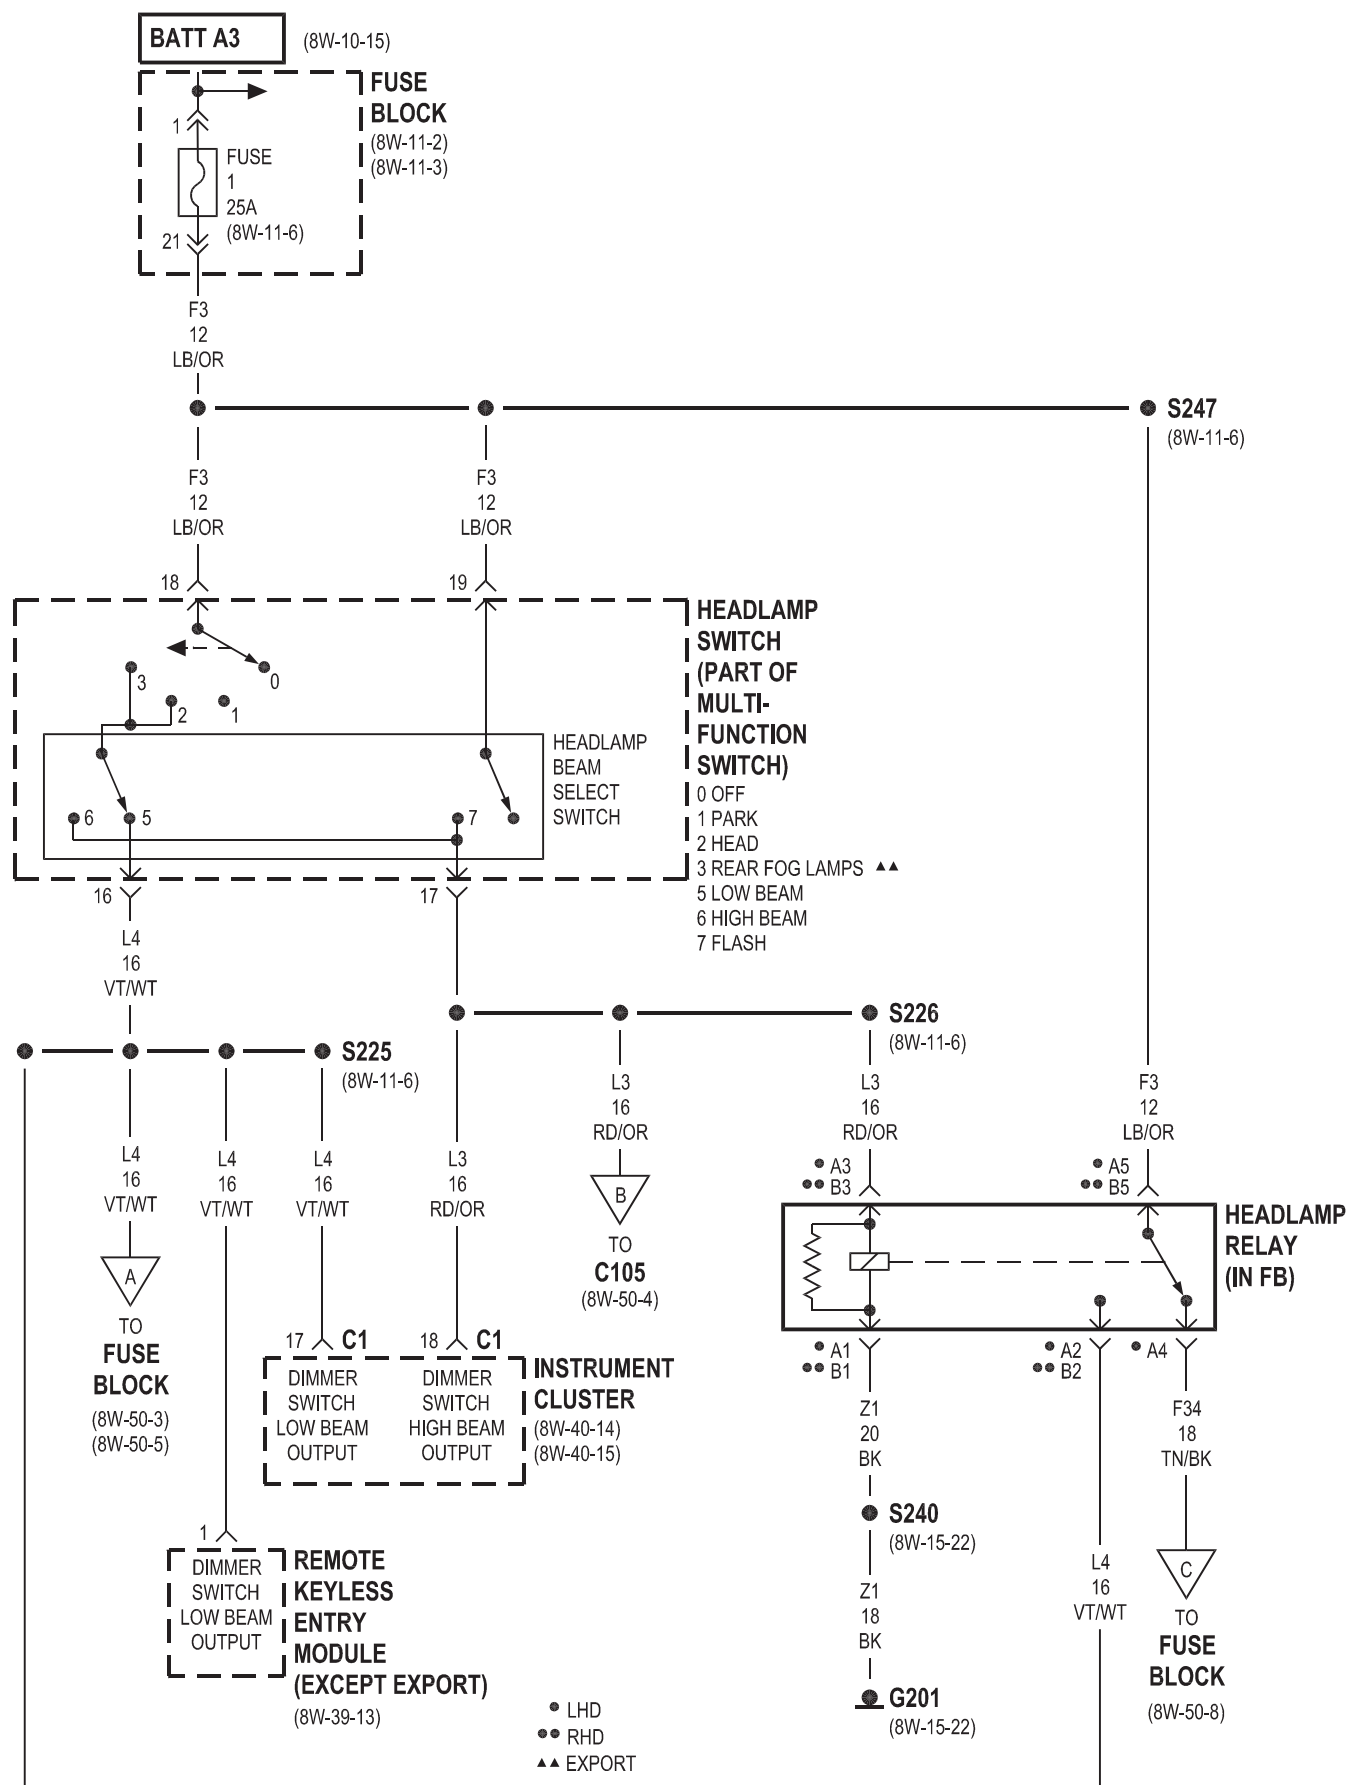 BATT A3
(8W-10-15)
FUSE
BLOCK
(8W-11-2)
(8W-11-3)
1
FUSE
1
25A
(8W-11-6)
21
F3
12
LB/OR
S247
(8W-11-6)
F3
12
LB/OR
F3
12
LB/OR
18
19
HEADLAMP
SWITCH
(PART OF
MULTI-
FUNCTION
SWITCH)
0 OFF
1 PARK
2 HEAD
3 REAR FOG LAMPS ▲▲
5 LOW BEAM
6 HIGH BEAM
7 FLASH
3
0
2
1
HEADLAMP
BEAM
SELECT
SWITCH
6
5
7
16
17
L4
16
VT/WT
S226
(8W-11-6)
S225
(8W-11-6)
L4
16
VT/WT
L4
16
VT/WT
L4
16
VT/WT
L3
16
RD/OR
L3
16
RD/OR
L3
16
RD/OR
F3
12
LB/OR
● A3
●● B3
● A5
●● B5
HEADLAMP
RELAY
(IN FB)
A
TO
FUSE
BLOCK
(8W-50-3)
(8W-50-5)
B
TO
C105
(8W-50-4)
17 C1
18 C1
DIMMER
SWITCH
LOW BEAM
OUTPUT
DIMMER
SWITCH
HIGH BEAM
OUTPUT
INSTRUMENT
CLUSTER
(8W-40-14)
(8W-40-15)
● A1
●● B1
● A2
●● B2
● A4
Z1
20
BK
F34
18
TN/BK
S240
(8W-15-22)
1
DIMMER
SWITCH
LOW BEAM
OUTPUT
REMOTE
KEYLESS
ENTRY
MODULE
(EXCEPT EXPORT)
(8W-39-13)
Z1
18
BK
L4
16
VT/WT
C
TO
FUSE
BLOCK
(8W-50-8)
G201
(8W-15-22)
● LHD
●● RHD
▲▲ EXPORT